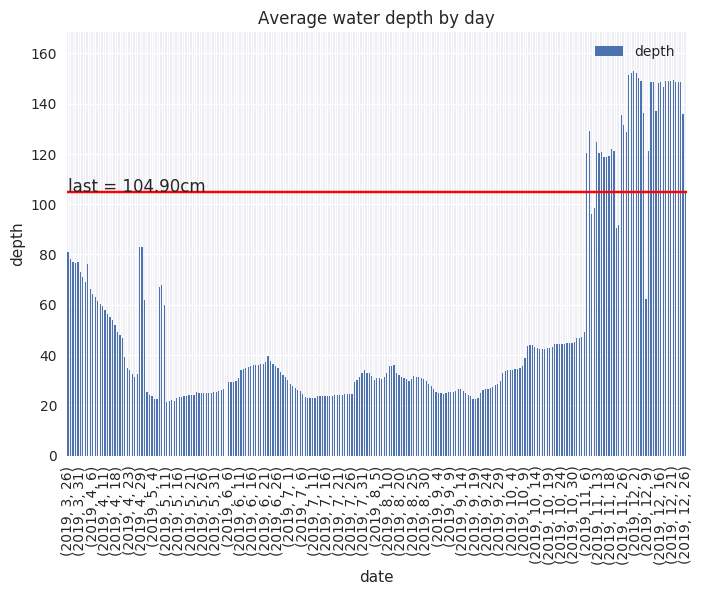 Average water depth by day
depth
160
140
120
100
80
60
40
20
0
depth
last = 104.90cm
(2019, 3, 26)
(2019, 3, 31)
(2019, 4, 6)
(2019, 4, 11)
(2019, 4, 18)
(2019, 4, 23)
(2019, 4, 29)
(2019, 5, 4)
(2019, 5, 11)
(2019, 5, 16)
(2019, 5, 21)
(2019, 5, 26)
(2019, 5, 31)
(2019, 6, 6)
(2019, 6, 11)
(2019, 6, 16)
(2019, 6, 21)
(2019, 6, 26)
(2019, 7, 1)
(2019, 7, 6)
(2019, 7, 11)
(2019, 7, 16)
(2019, 7, 21)
(2019, 7, 26)
(2019, 7, 31)
(2019, 8, 5)
(2019, 8, 10)
(2019, 8, 20)
(2019, 8, 25)
(2019, 8, 30)
(2019, 9, 4)
(2019, 9, 9)
(2019, 9, 14)
(2019, 9, 19)
(2019, 9, 24)
(2019, 9, 29)
(2019, 10, 4)
(2019, 10, 9)
(2019, 10, 14)
(2019, 10, 19)
(2019, 10, 24)
(2019, 10, 30)
(2019, 11, 6)
(2019, 11, 13)
(2019, 11, 18)
(2019, 11, 26)
(2019, 12, 2)
(2019, 12, 9)
(2019, 12, 16)
(2019, 12, 21)
(2019, 12, 26)
date